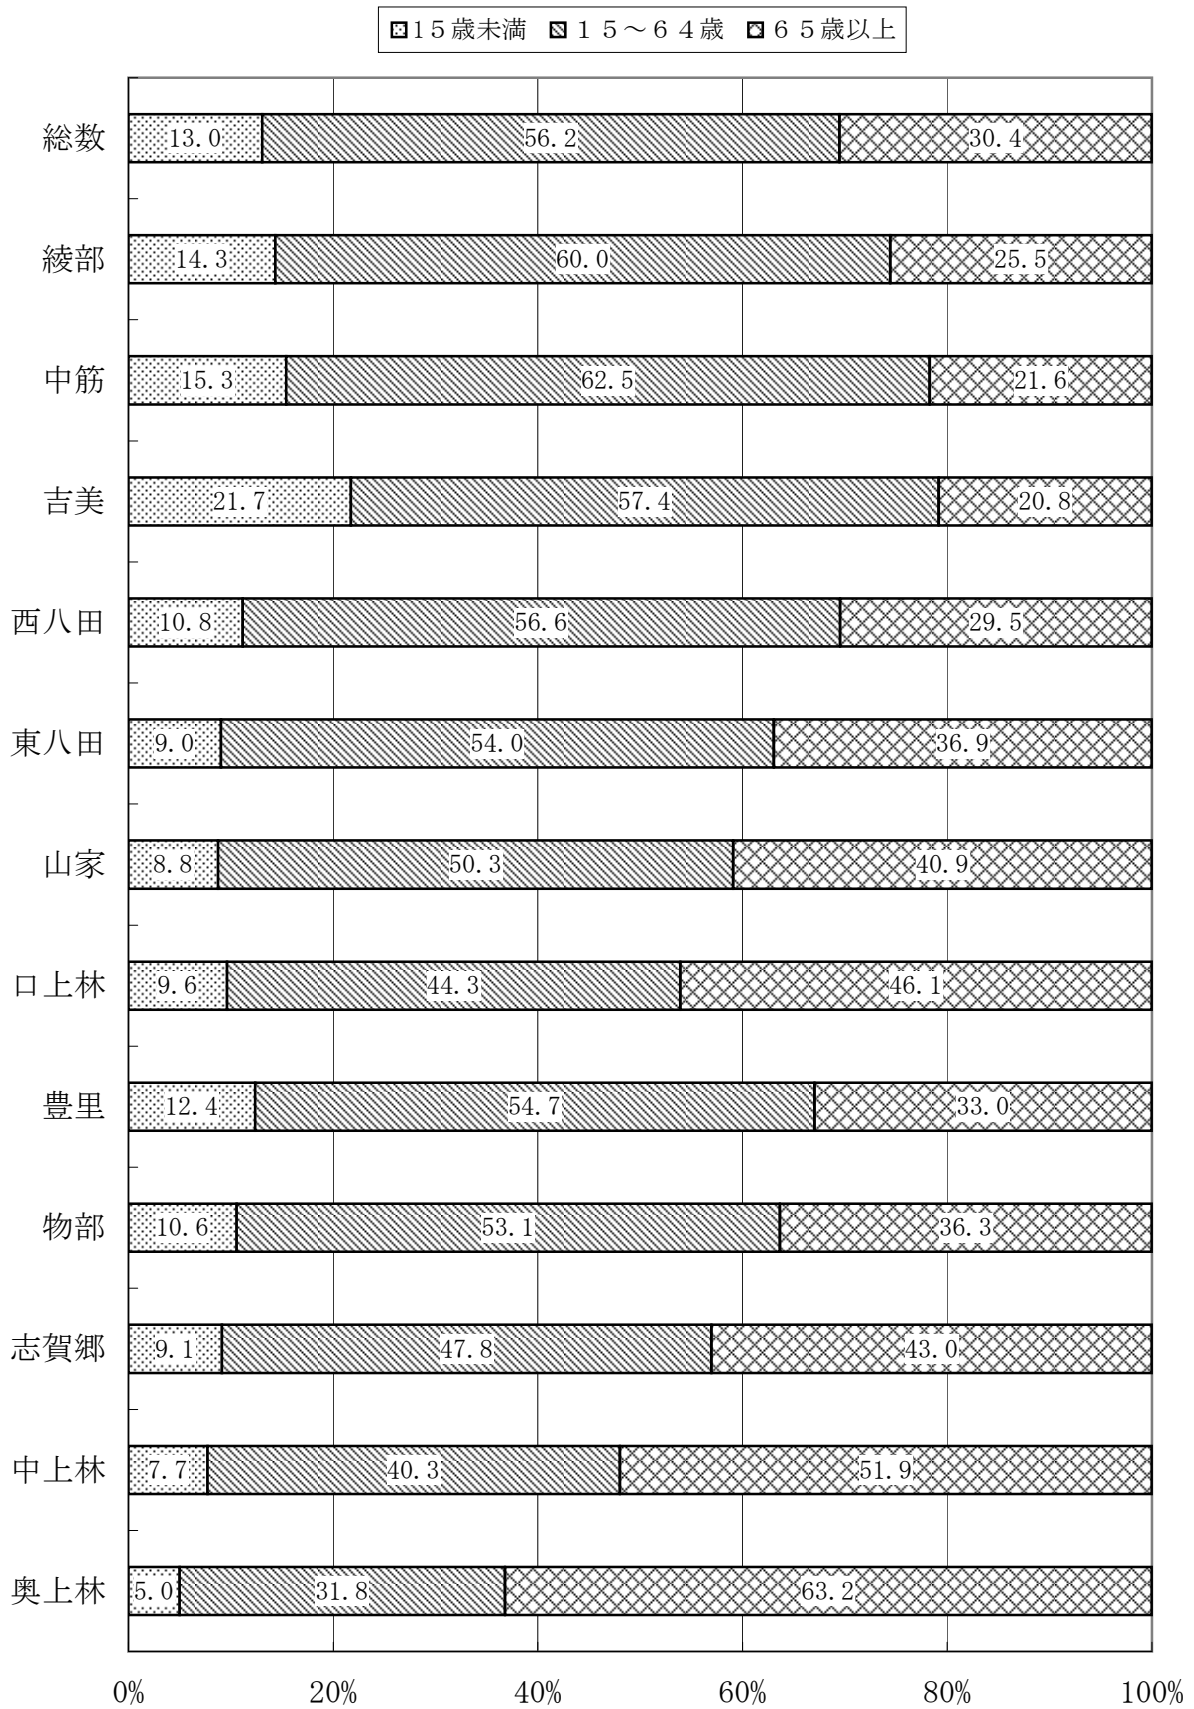 15歳未満 １５～６４歳 ６５歳以上
総数 13.0 56.2 30.4
綾部 14.3 60.0 25.5
中筋 15.3 62.5 21.6
吉美 21.7 57.4 20.8
西八田 10.8 56.6 29.5
東八田 9.0 54.0 36.9
山家 8.8 50.3 40.9
口上林 9.6 44.3 46.1
豊里 12.4 54.7 33.0
物部 10.6 53.1 36.3
志賀郷 9.1 47.8 43.0
中上林 7.7 40.3 51.9
奥上林 5.0 31.8 63.2
0% 20% 40% 60% 80% 100%